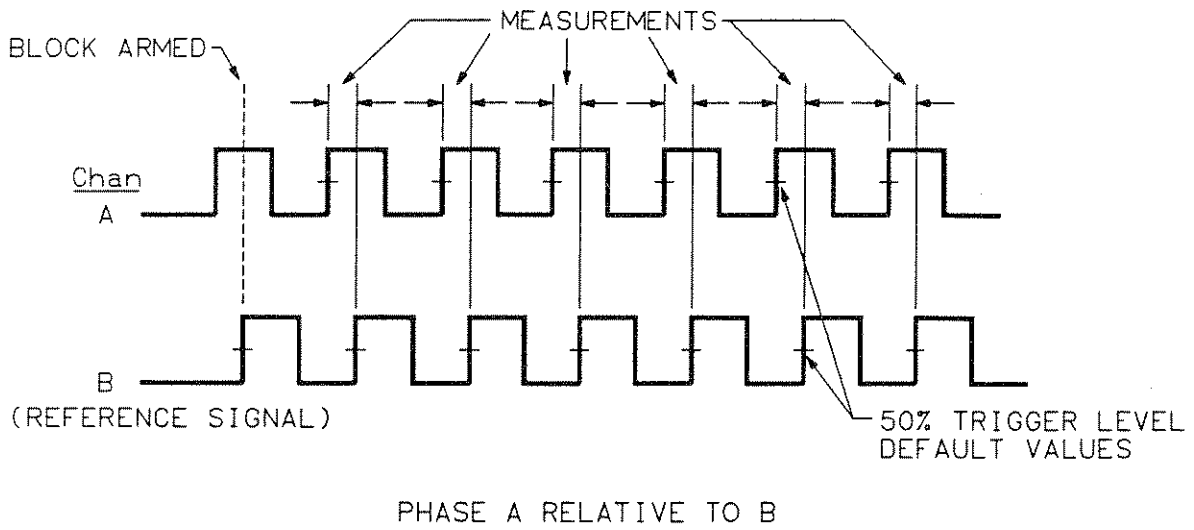 MEASUREMENTS
BLOCK ARMED
Chan
A
B
(REFERENCE SIGNAL)
50% TRIGGER LEVEL
DEFAULT VALUES
PHASE A RELATIVE TO B